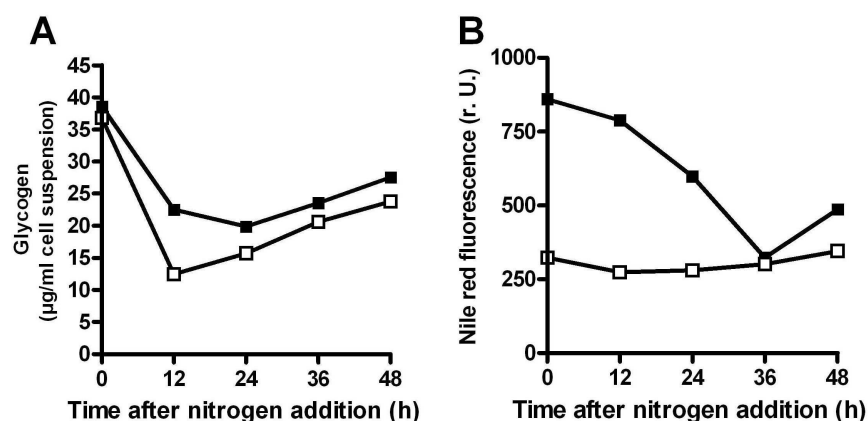 A
Glycogen
(µg/ml cell suspension)
45
40
35
30
25
20
15
10
5
0
0 12 24 36 48
Time after nitrogen addition (h)
B
Nile red fluorescence (r. U.)
1000
750
500
250
0
0 12 24 36 48
Time after nitrogen addition (h)